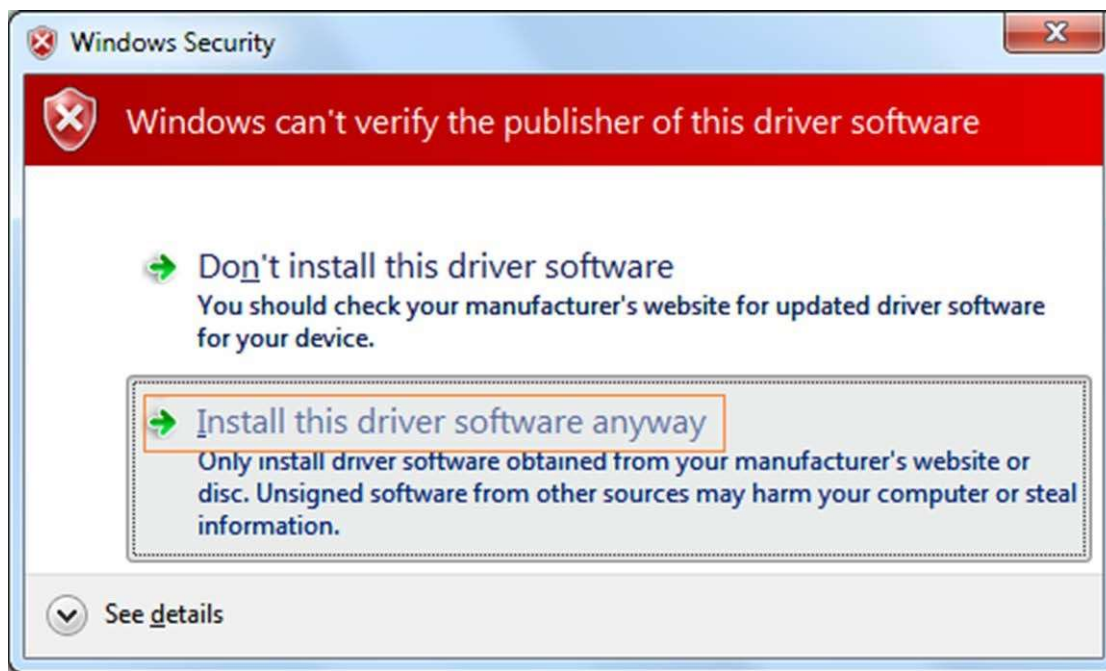 Windows Security
Windows can't verify the publisher of this driver software
Don't install this driver software
You should check your manufacturer's website for updated driver software
for your device.
Install this driver software anyway
Only install driver software obtained from your manufacturer's website or
disc. Unsigned software from other sources may harm your computer or steal
information.
See details